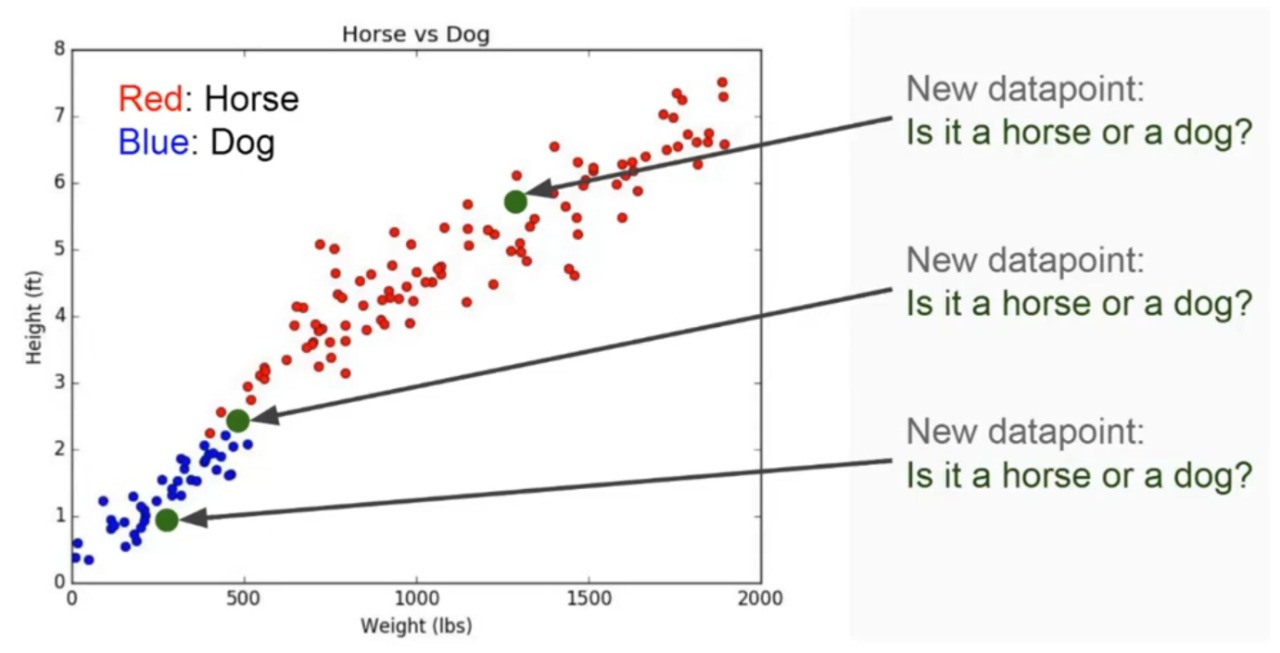 Horse vs Dog
Red: Horse
Blue: Dog
8
7
6
5
4
3
2
1
0
Height (ft)
0 500 1000 1500 2000
Weight (lbs)
New datapoint:
Is it a horse or a dog?
New datapoint:
Is it a horse or a dog?
New datapoint:
Is it a horse or a dog?